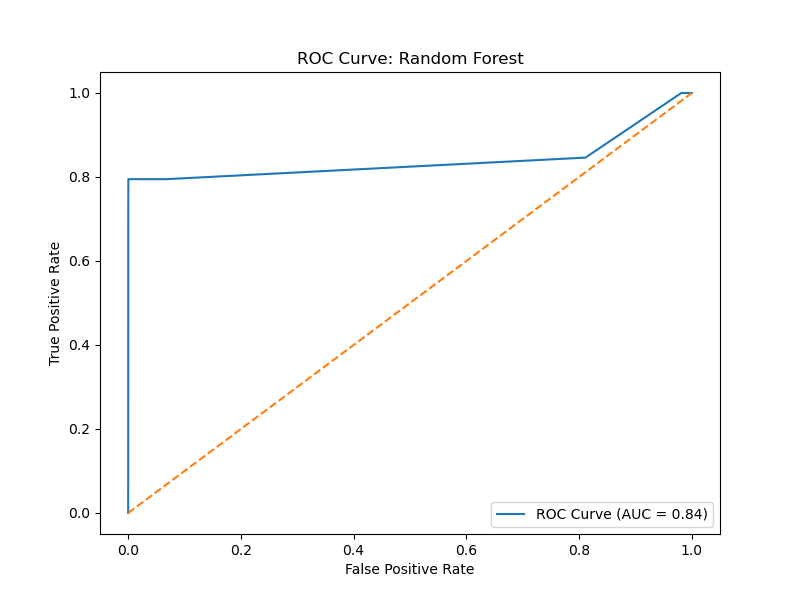 ROC Curve: Random Forest
True Positive Rate
1.0
0.8
0.6
0.4
0.2
0.0
ROC Curve (AUC = 0.84)
0.0 0.2 0.4 0.6 0.8 1.0
False Positive Rate